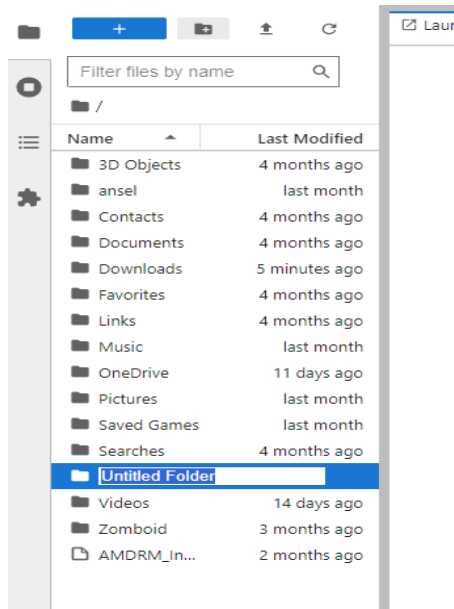 Laur
Filter files by name
/
Name Last Modified
3D Objects 4 months ago
ansel last month
Contacts 4 months ago
Documents 4 months ago
Downloads 5 minutes ago
Favorites 4 months ago
Links 4 months ago
Music last month
OneDrive 11 days ago
Pictures last month
Saved Games last month
Searches 4 months ago
Untitled Folder
Videos 14 days ago
Zomboid 3 months ago
AMDRM_In... 2 months ago